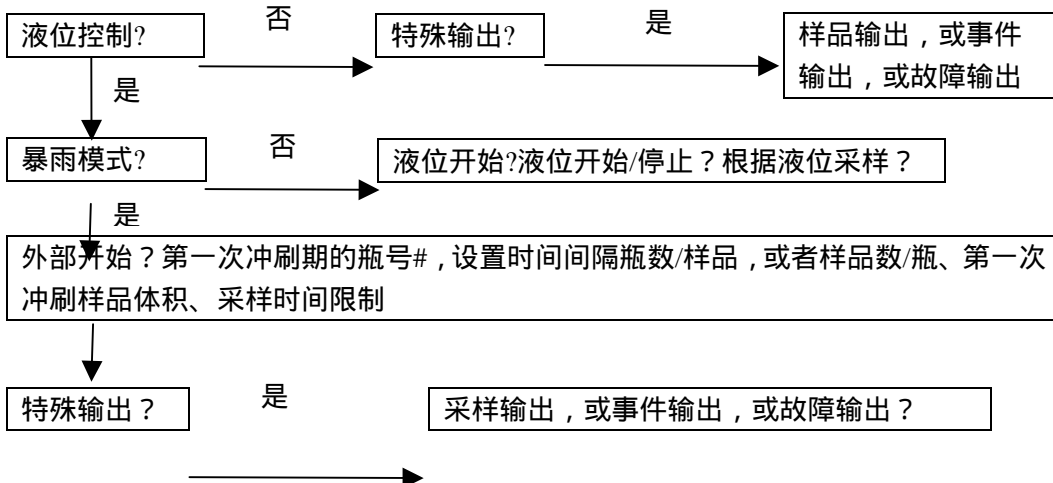 液位控制?
否
特殊输出?
是
样品输出，或事件
输出，或故障输出
是
暴雨模式?
否
液位开始?液位开始/停止？根据液位采样？
是
外部开始？第一次冲刷期的瓶号#，设置时间间隔瓶数/样品，或者样品数/瓶、第一次
冲刷样品体积、采样时间限制
特殊输出？
是
采样输出，或事件输出，或故障输出？